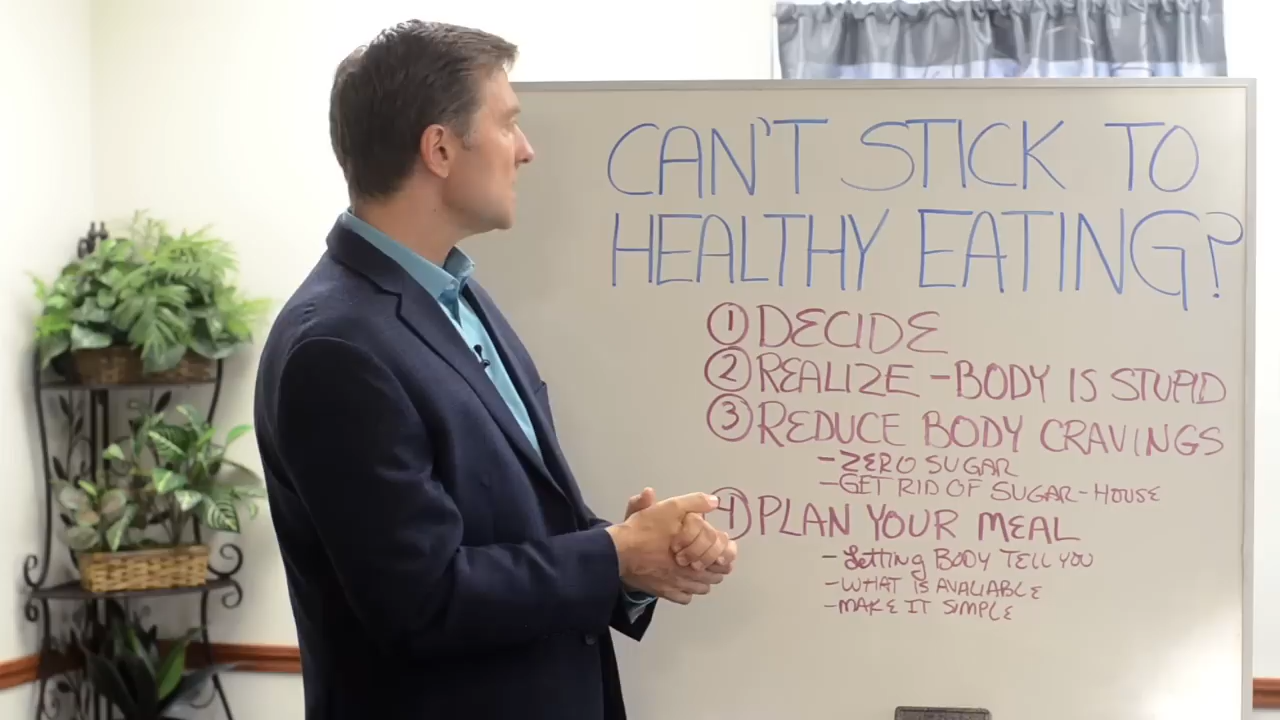 CAN'T STICK TO
HEALTHY EATING?
① DECIDE
② REALIZE - BODY IS STUPID
③ REDUCE BODY CRAVINGS
- ZERO SUGAR
- GET RID OF SUGAR - HOUSE
④ PLAN YOUR MEAL
- Letting BODY TELL YOU
- WHAT IS AVALIABLE
- MAKE IT SIMPLE